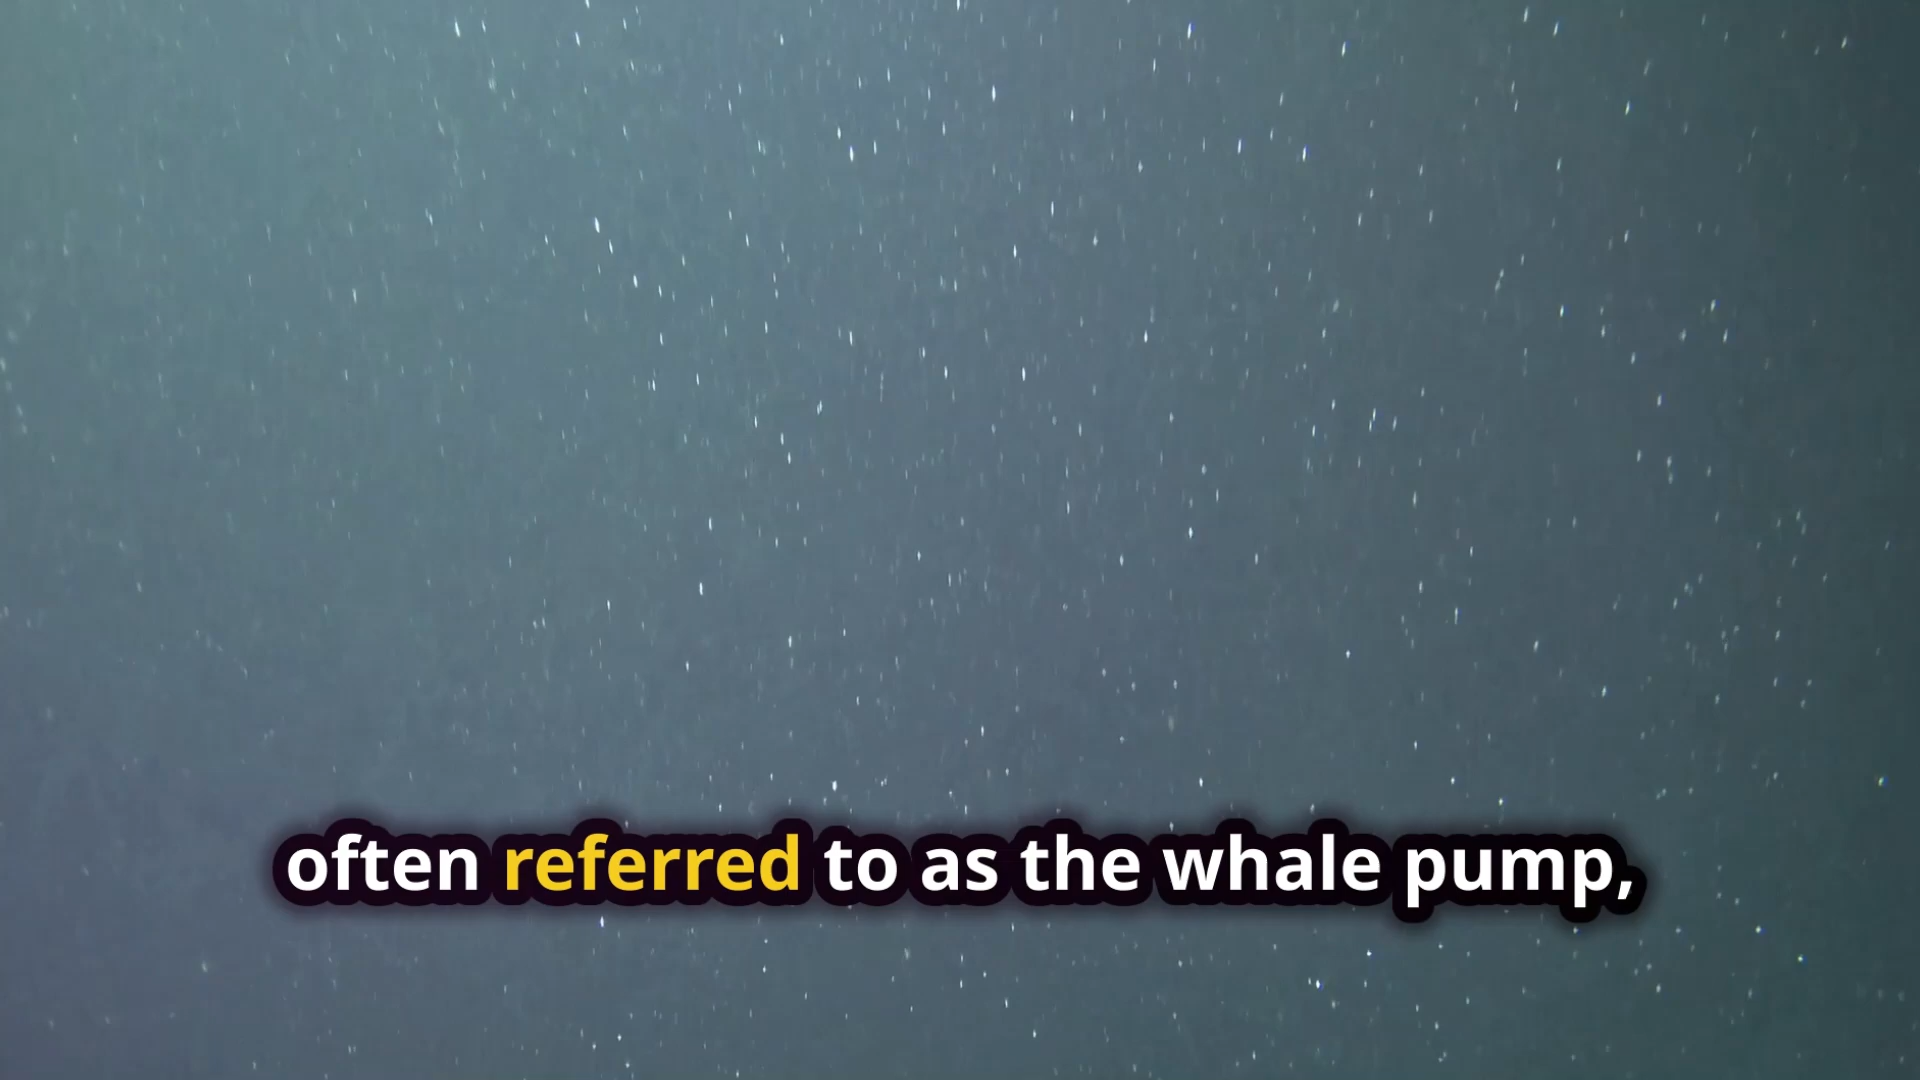 often referred to as the whale pump,